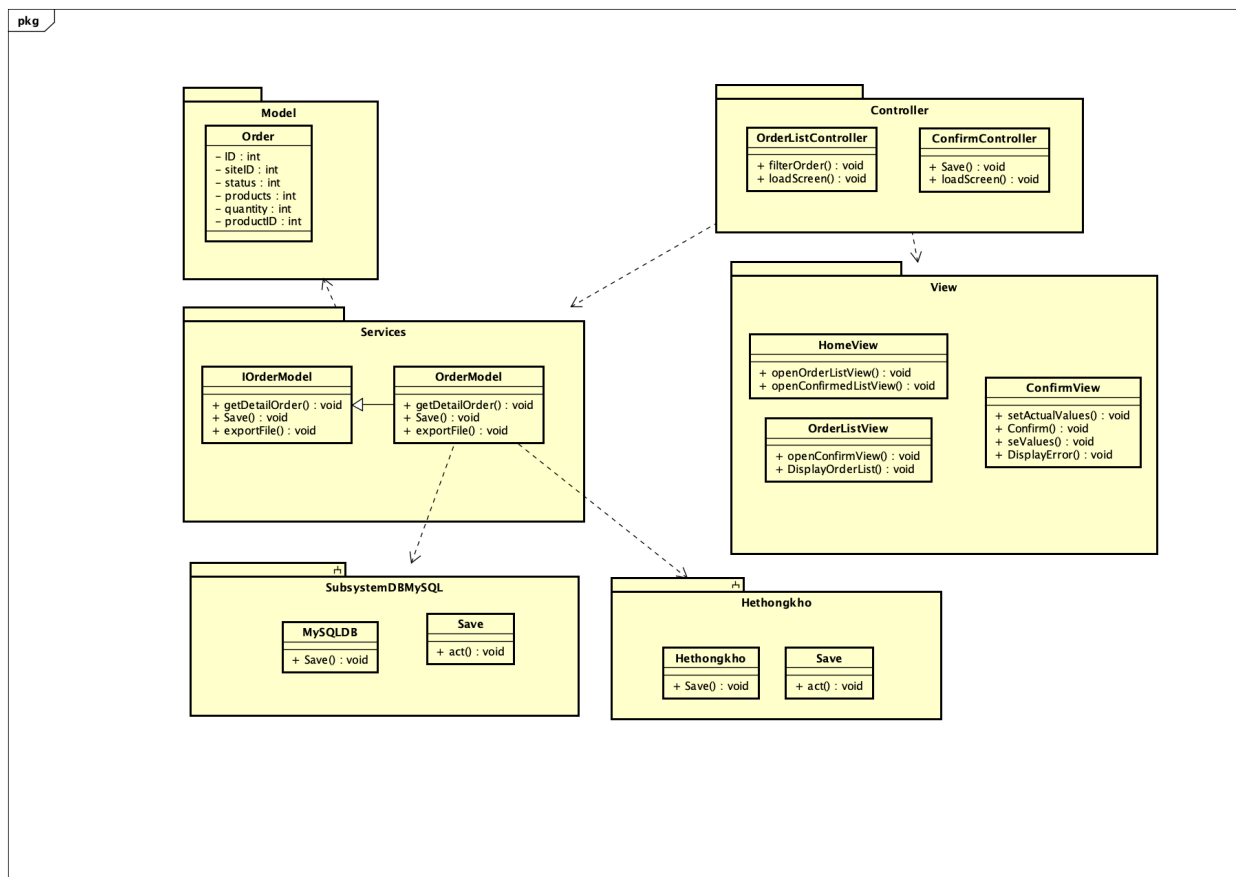 pkg
Model
Order
– ID : int
– siteID : int
– status : int
– products : int
– quantity : int
– productID : int
Controller
OrderListController
+ filterOrder() : void
+ loadScreen() : void
ConfirmController
+ Save() : void
+ loadScreen() : void
Services
IOrderModel
+ getDetailOrder() : void
+ Save() : void
+ exportFile() : void
OrderModel
+ getDetailOrder() : void
+ Save() : void
+ exportFile() : void
View
HomeView
+ openOrderListView() : void
+ openConfirmedListView() : void
OrderListView
+ openConfirmView() : void
+ DisplayOrderList() : void
ConfirmView
+ setActualValues() : void
+ Confirm() : void
+ seValues() : void
+ DisplayError() : void
SubsystemDBMySQL
MySQLDB
+ Save() : void
Save
+ act() : void
Hethongkho
Hethongkho
+ Save() : void
Save
+ act() : void